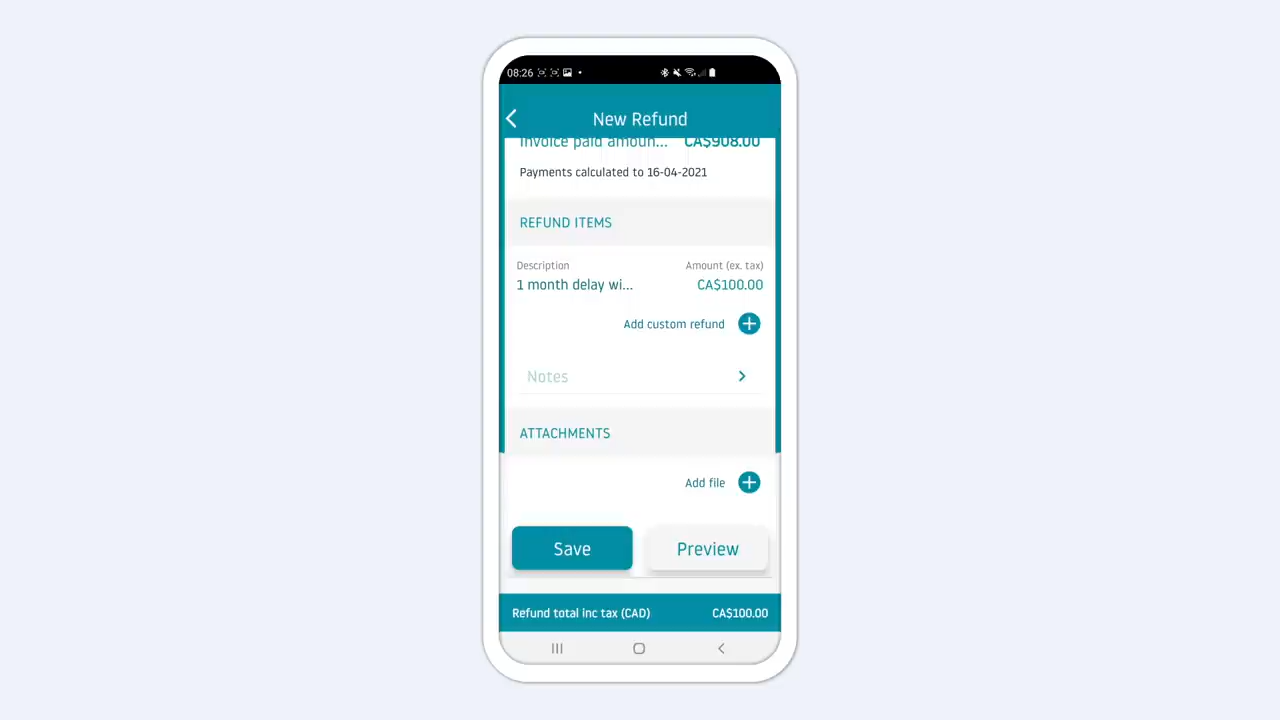 08:26
New Refund
Invoice paid amoun... CA$908.00
Payments calculated to 16-04-2021
REFUND ITEMS
Description Amount (ex. tax)
1 month delay wi... CA$100.00
Add custom refund
Notes
ATTACHMENTS
Add file
Save Preview
Refund total inc tax (CAD) CA$100.00